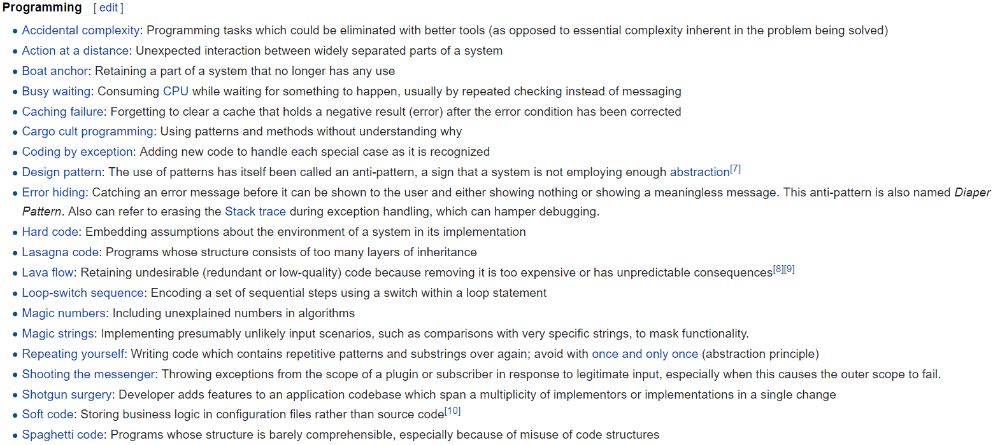 Programming [ edit ]
• Accidental complexity: Programming tasks which could be eliminated with better tools (as opposed to essential complexity inherent in the problem being solved)
• Action at a distance: Unexpected interaction between widely separated parts of a system
• Boat anchor: Retaining a part of a system that no longer has any use
• Busy waiting: Consuming CPU while waiting for something to happen, usually by repeated checking instead of messaging
• Caching failure: Forgetting to clear a cache that holds a negative result (error) after the error condition has been corrected
• Cargo cult programming: Using patterns and methods without understanding why
• Coding by exception: Adding new code to handle each special case as it is recognized
• Design pattern: The use of patterns has itself been called an anti-pattern, a sign that a system is not employing enough abstraction[7]
• Error hiding: Catching an error message before it can be shown to the user and either showing nothing or showing a meaningless message. This anti-pattern is also named Diaper
Pattern. Also can refer to erasing the Stack trace during exception handling, which can hamper debugging.
• Hard code: Embedding assumptions about the environment of a system in its implementation
• Lasagna code: Programs whose structure consists of too many layers of inheritance
• Lava flow: Retaining undesirable (redundant or low-quality) code because removing it is too expensive or has unpredictable consequences[8][9]
• Loop-switch sequence: Encoding a set of sequential steps using a switch within a loop statement
• Magic numbers: Including unexplained numbers in algorithms
• Magic strings: Implementing presumably unlikely input scenarios, such as comparisons with very specific strings, to mask functionality.
• Repeating yourself: Writing code which contains repetitive patterns and substrings over again; avoid with once and only once (abstraction principle)
• Shooting the messenger: Throwing exceptions from the scope of a plugin or subscriber in response to legitimate input, especially when this causes the outer scope to fail.
• Shotgun surgery: Developer adds features to an application codebase which span a multiplicity of implementors or implementations in a single change
• Soft code: Storing business logic in configuration files rather than source code[10]
• Spaghetti code: Programs whose structure is barely comprehensible, especially because of misuse of code structures